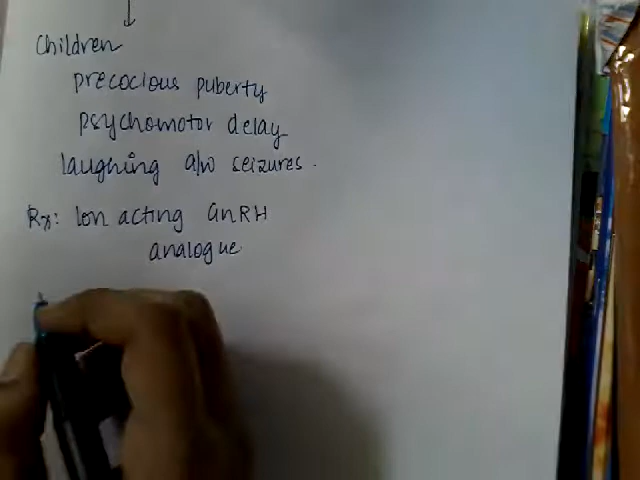 Children
precocious puberty
psychomotor delay
laughing a/w seizures.
Rx: lon acting GnRH
analogue